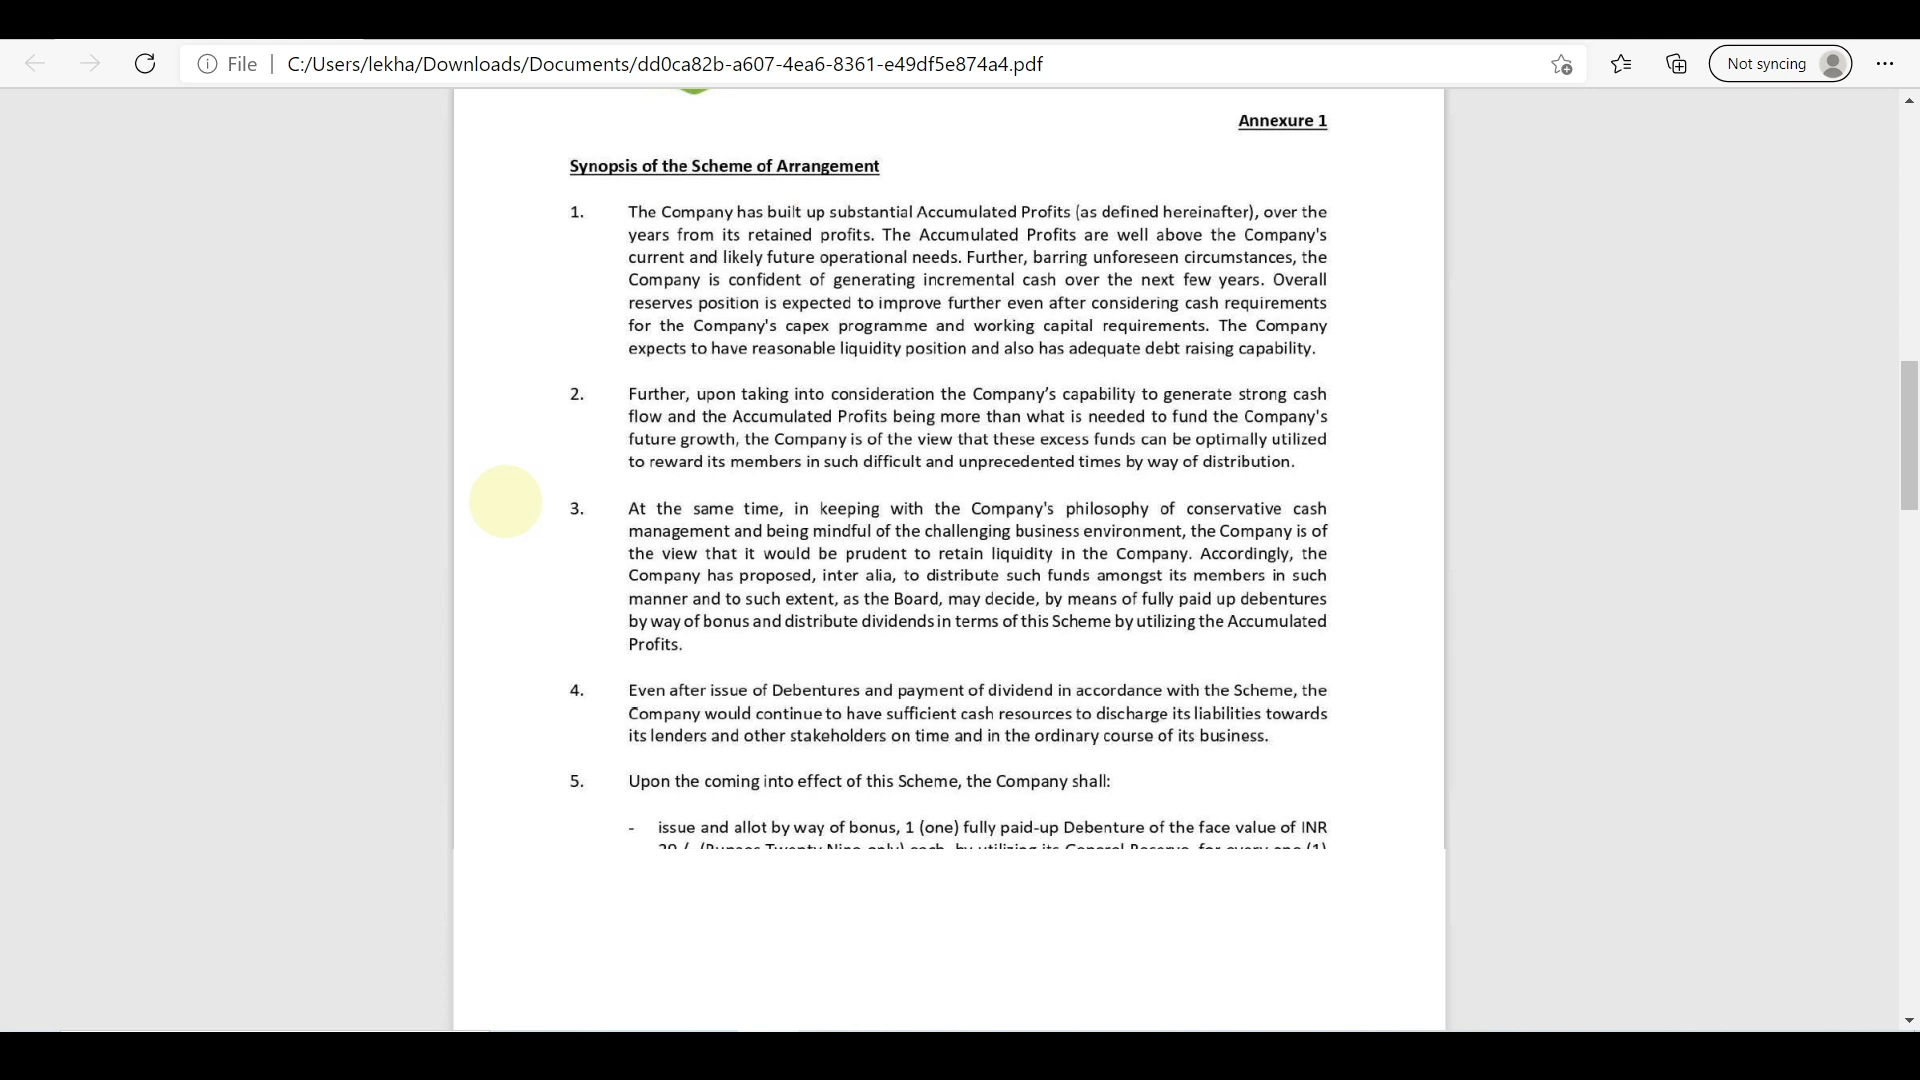 File | C:/Users/lekha/Downloads/Documents/dd0ca82b-a607-4ea6-8361-e49df5e874a4.pdf
Not syncing
Annexure 1
Synopsis of the Scheme of Arrangement
1. The Company has built up substantial Accumulated Profits (as defined hereinafter), over the
years from its retained profits. The Accumulated Profits are well above the Company's
current and likely future operational needs. Further, barring unforeseen circumstances, the
Company is confident of generating incremental cash over the next few years. Overall
reserves position is expected to improve further even after considering cash requirements
for the Company's capex programme and working capital requirements. The Company
expects to have reasonable liquidity position and also has adequate debt raising capability.
2. Further, upon taking into consideration the Company’s capability to generate strong cash
flow and the Accumulated Profits being more than what is needed to fund the Company's
future growth, the Company is of the view that these excess funds can be optimally utilized
to reward its members in such difficult and unprecedented times by way of distribution.
3. At the same time, in keeping with the Company's philosophy of conservative cash
management and being mindful of the challenging business environment, the Company is of
the view that it would be prudent to retain liquidity in the Company. Accordingly, the
Company has proposed, inter alia, to distribute such funds amongst its members in such
manner and to such extent, as the Board, may decide, by means of fully paid up debentures
by way of bonus and distribute dividends in terms of this Scheme by utilizing the Accumulated
Profits.
4. Even after issue of Debentures and payment of dividend in accordance with the Scheme, the
Company would continue to have sufficient cash resources to discharge its liabilities towards
its lenders and other stakeholders on time and in the ordinary course of its business.
5. Upon the coming into effect of this Scheme, the Company shall:
- issue and allot by way of bonus, 1 (one) fully paid-up Debenture of the face value of INR
29/- (Rupees Twenty Nine only) each, by utilizing its General Reserve, for every one (1)